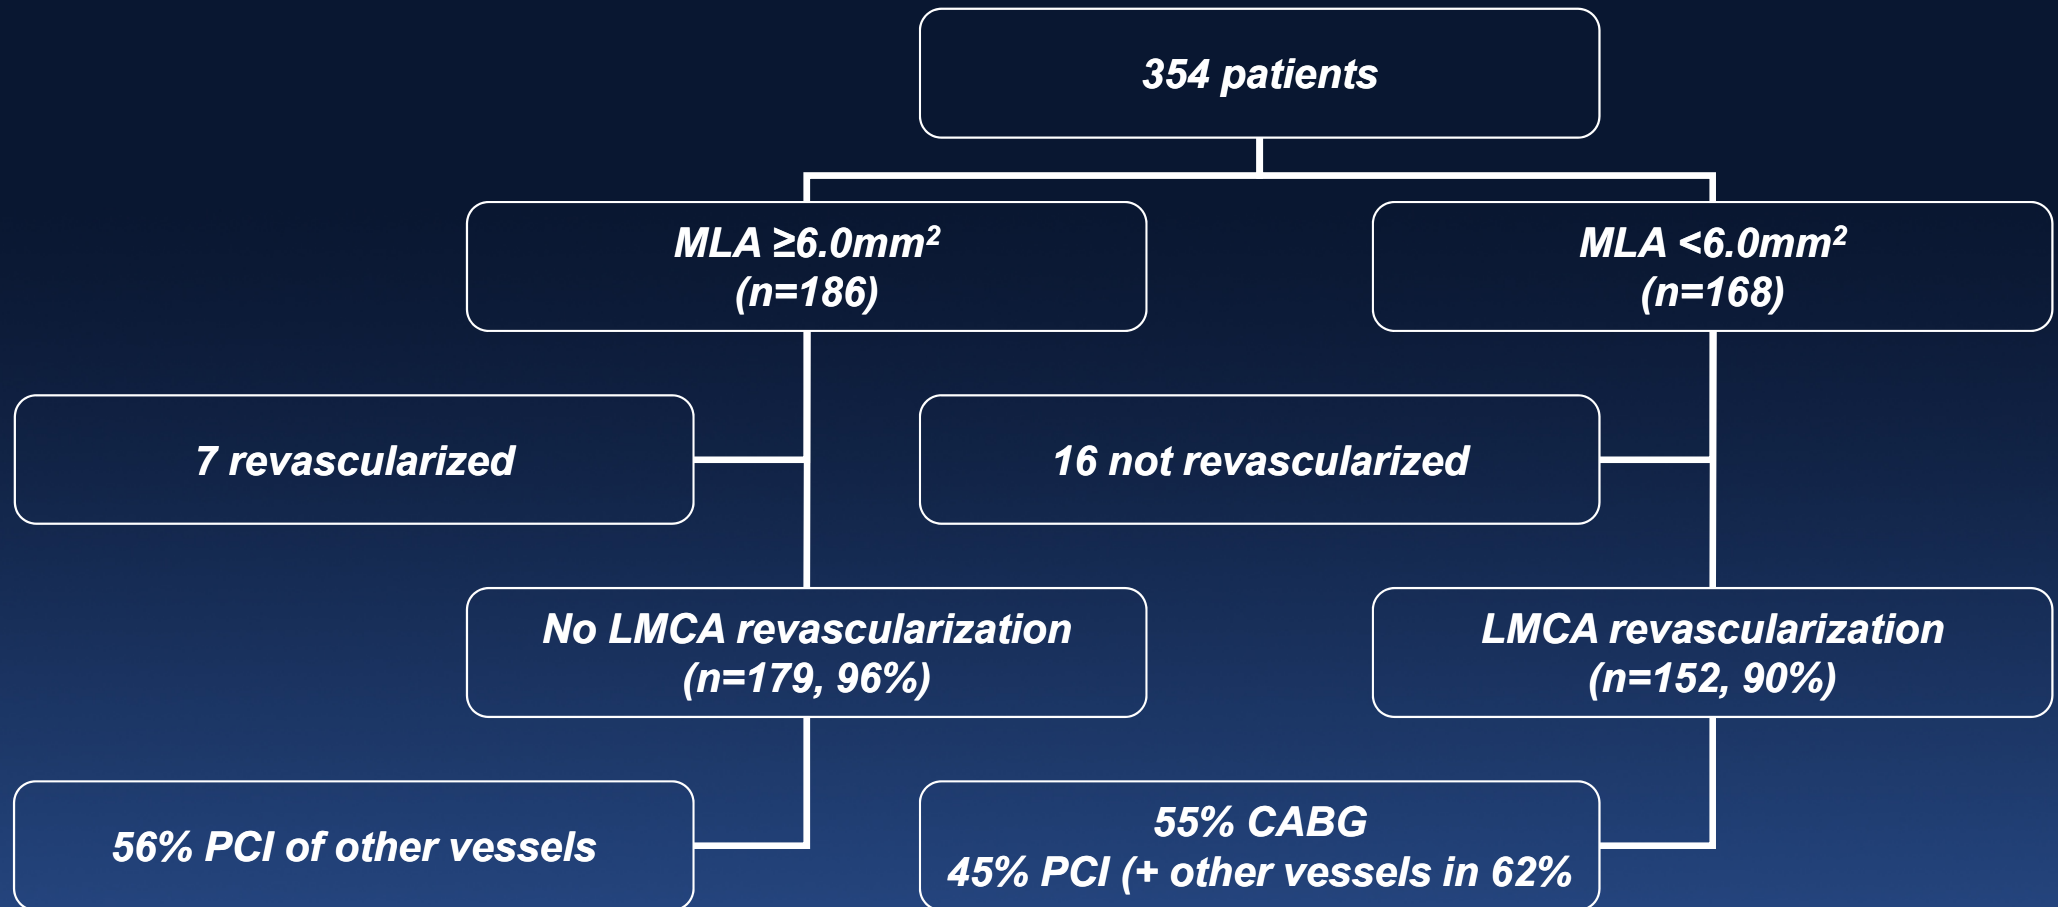 354 patients
MLA ≥6.0mm²
(n=186)
MLA <6.0mm²
(n=168)
7 revascularized
16 not revascularized
No LMCA revascularization
(n=179, 96%)
LMCA revascularization
(n=152, 90%)
56% PCI of other vessels
55% CABG
45% PCI (+ other vessels in 62%